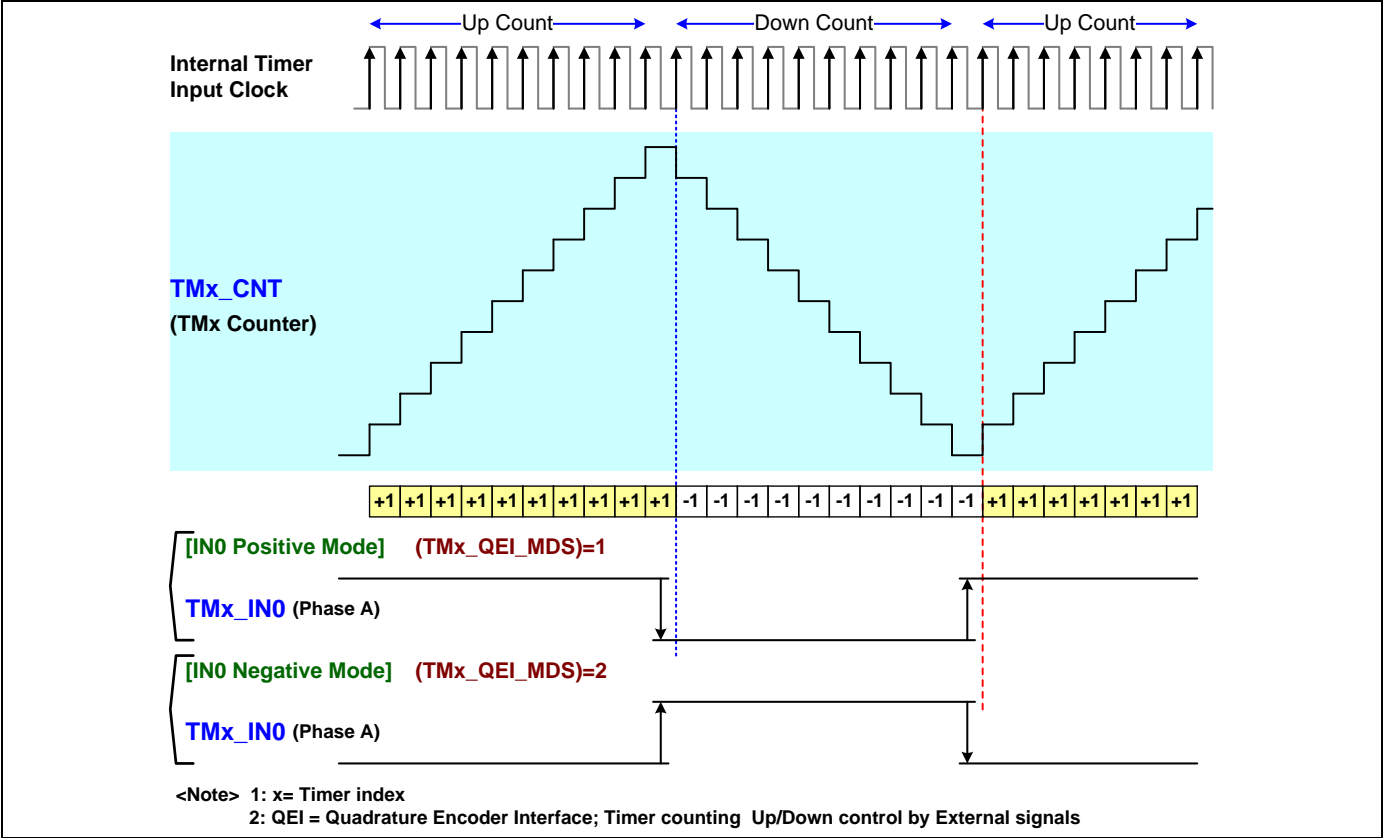 Up Count Down Count Up Count
Internal Timer
Input Clock
TMx_CNT
(TMx Counter)
+1 +1 +1 +1 +1 +1 +1 +1 +1 +1 -1 -1 -1 -1 -1 -1 -1 -1 -1 -1 +1 +1 +1 +1 +1 +1 +1
[IN0 Positive Mode] (TMx_QEI_MDS)=1
TMx_IN0 (Phase A)
[IN0 Negative Mode] (TMx_QEI_MDS)=2
TMx_IN0 (Phase A)
<Note> 1: x= Timer index
2: QEI = Quadrature Encoder Interface; Timer counting Up/Down control by External signals